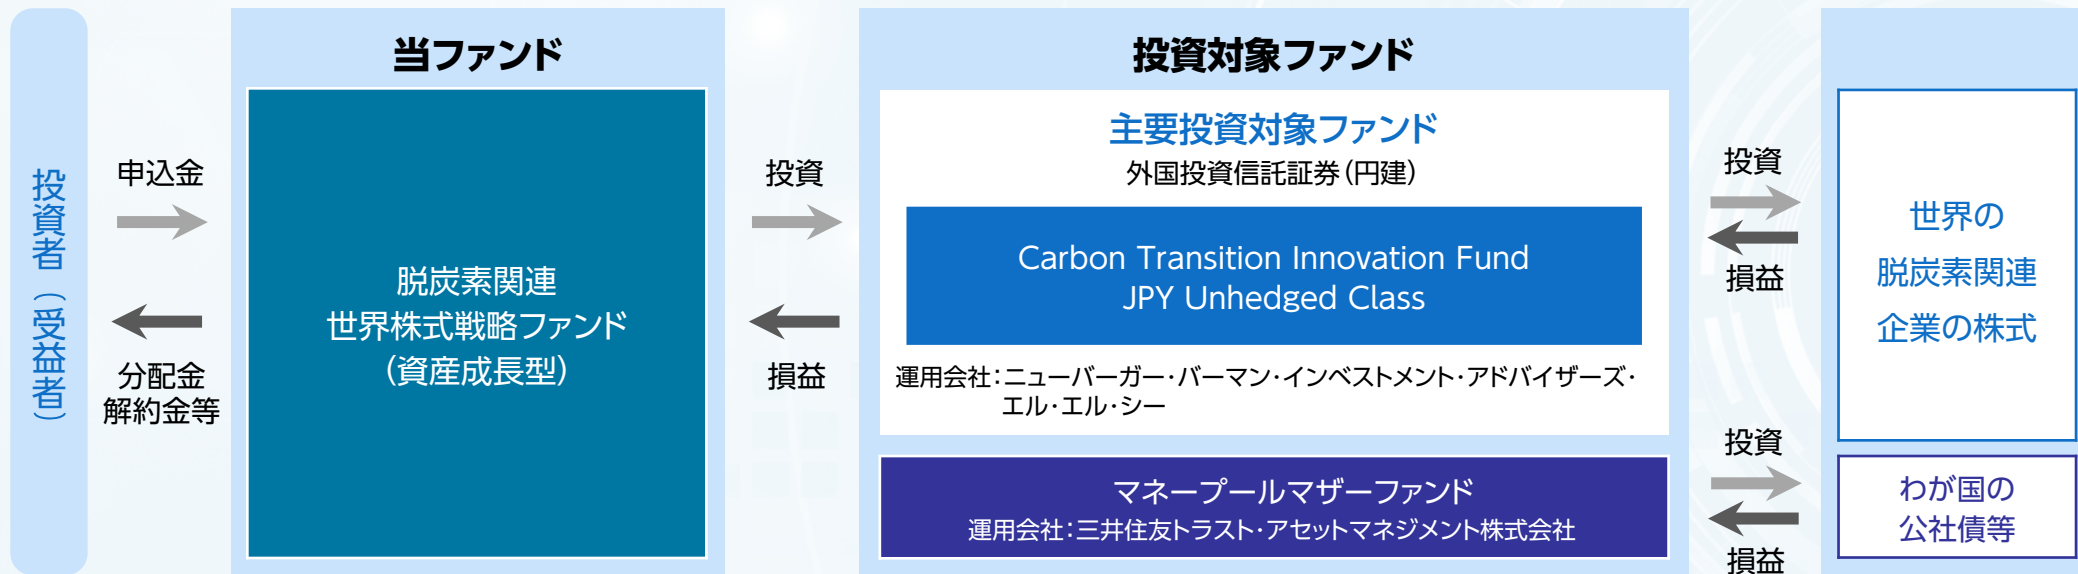 投資者（受益者）
申込金
分配金
解約金等
当ファンド
脱炭素関連
世界株式戦略ファンド
（資産成長型）
投資
損益
投資対象ファンド
主要投資対象ファンド
外国投資信託証券（円建）
Carbon Transition Innovation Fund
JPY Unhedged Class
運用会社：ニューバーガー・バーマン・インベストメント・アドバイザーズ・
エル・エル・シー
マネープールマザーファンド
運用会社：三井住友トラスト・アセットマネジメント株式会社
投資
損益
投資
損益
世界の
脱炭素関連
企業の株式
わが国の
公社債等